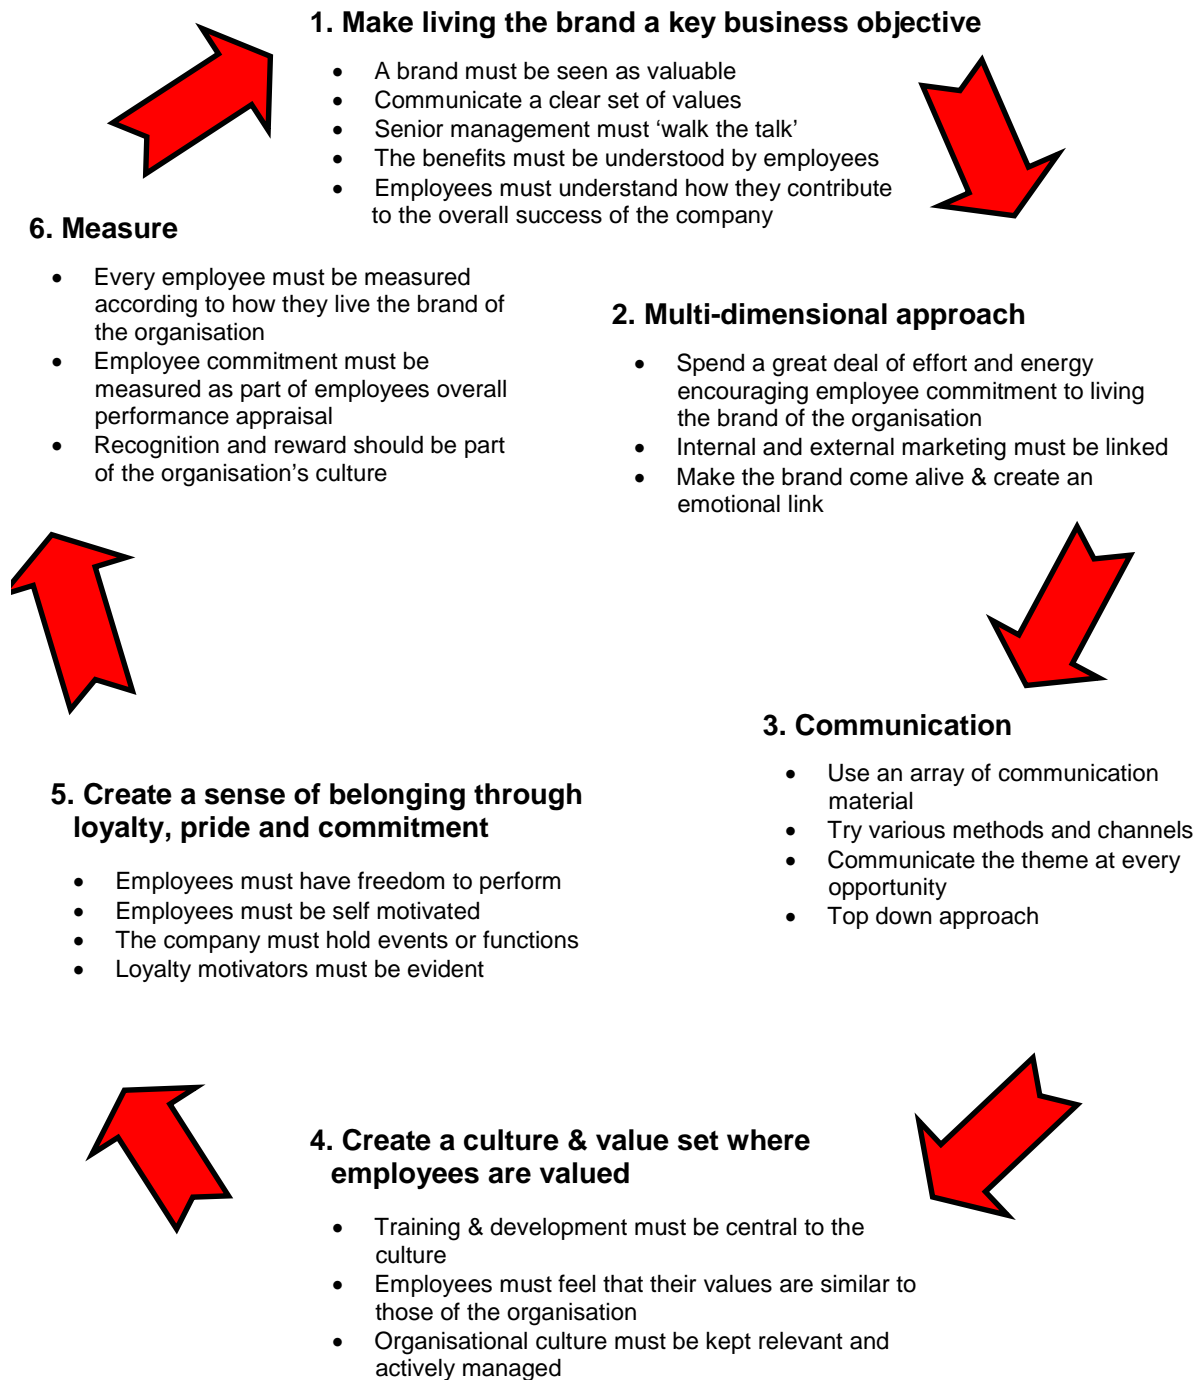 1. Make living the brand a key business objective
• A brand must be seen as valuable
• Communicate a clear set of values
• Senior management must ‘walk the talk’
• The benefits must be understood by employees
• Employees must understand how they contribute
to the overall success of the company
2. Multi-dimensional approach
• Spend a great deal of effort and energy
encouraging employee commitment to living
the brand of the organisation
• Internal and external marketing must be linked
• Make the brand come alive & create an
emotional link
3. Communication
• Use an array of communication
material
• Try various methods and channels
• Communicate the theme at every
opportunity
• Top down approach
4. Create a culture & value set where
employees are valued
• Training & development must be central to the
culture
• Employees must feel that their values are similar to
those of the organisation
• Organisational culture must be kept relevant and
actively managed
5. Create a sense of belonging through
loyalty, pride and commitment
• Employees must have freedom to perform
• Employees must be self motivated
• The company must hold events or functions
• Loyalty motivators must be evident
6. Measure
• Every employee must be measured
according to how they live the brand of
the organisation
• Employee commitment must be
measured as part of employees overall
performance appraisal
• Recognition and reward should be part
of the organisation’s culture